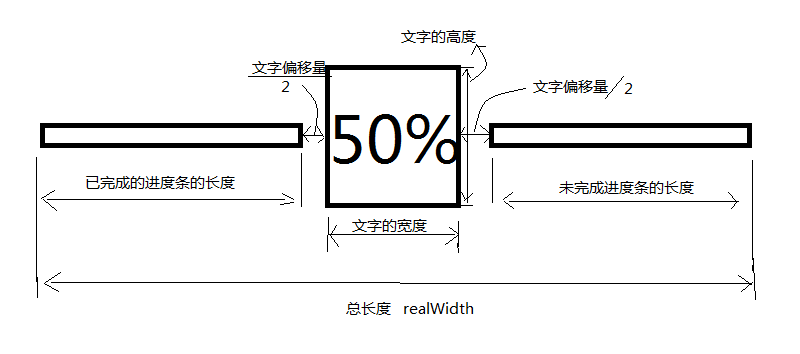 文字的高度
文字偏移量
2
文字偏移量/2
50%
已完成的进度条的长度
未完成进度条的长度
文字的宽度
总长度 realWidth